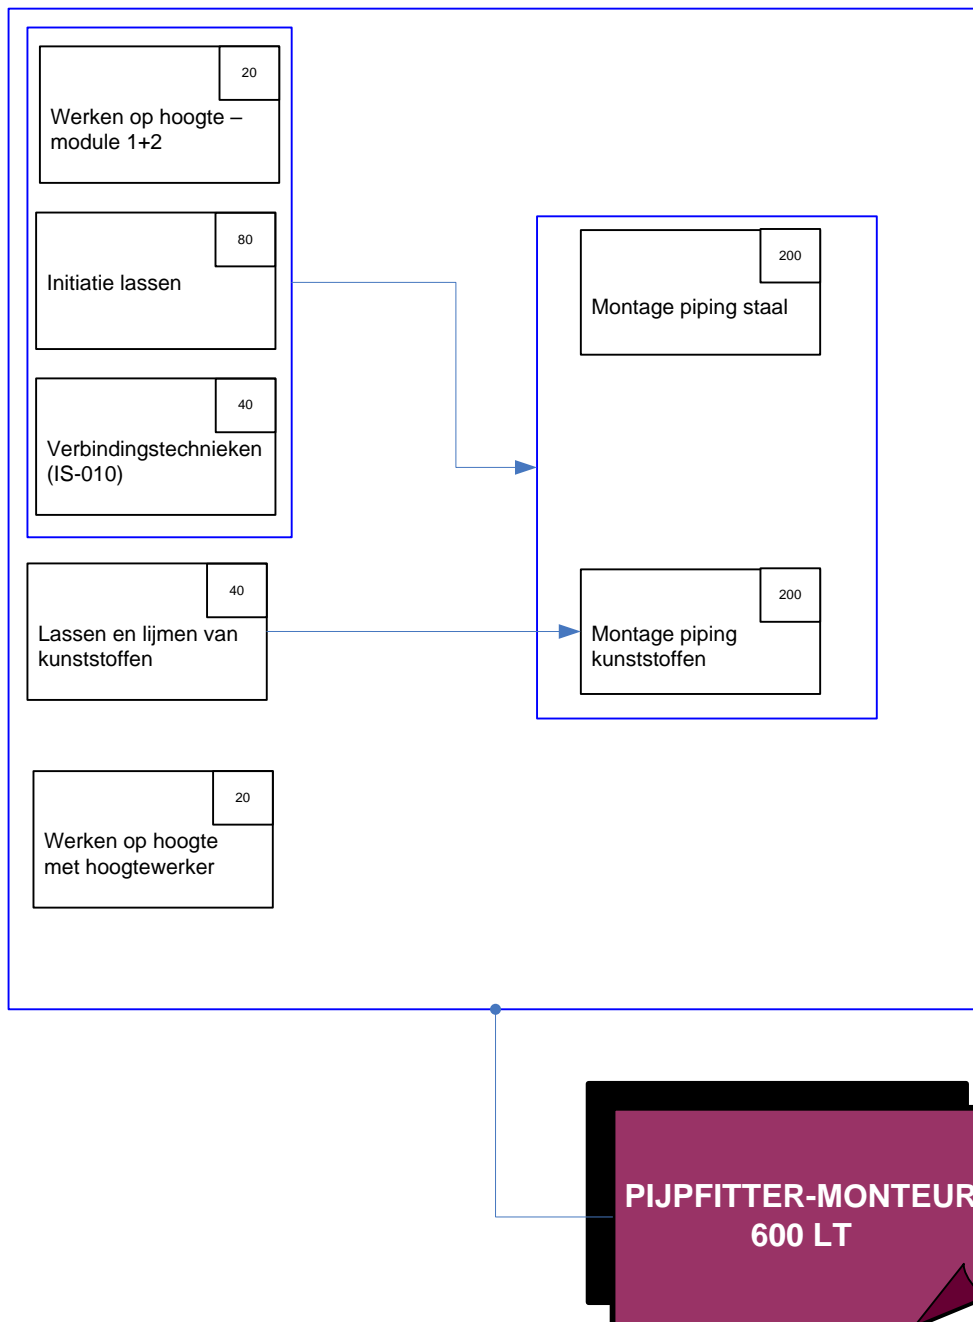 20
Werken op hoogte –
module 1+2
80
Initiatie lassen
40
Verbindingstechnieken
(IS-010)
40
Lassen en lijmen van
kunststoffen
20
Werken op hoogte
met hoogtewerker
200
Montage piping staal
200
Montage piping
kunststoffen
PIJPFITTER-MONTEUR
600 LT